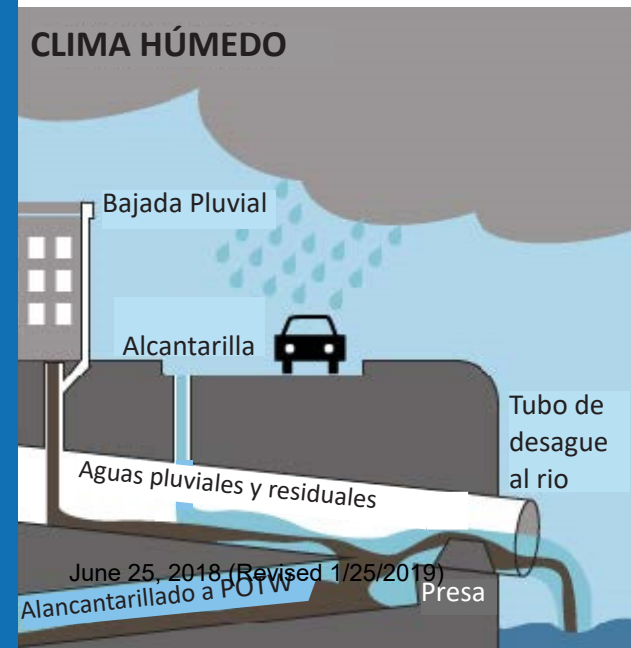 CLIMA HÚMEDO
Bajada Pluvial
Alcantarilla
Tubo de
desague
al rio
Aguas pluviales y residuales
June 25, 2018 (Revised 1/25/2019)
Alancantarillado a POTW
Presa